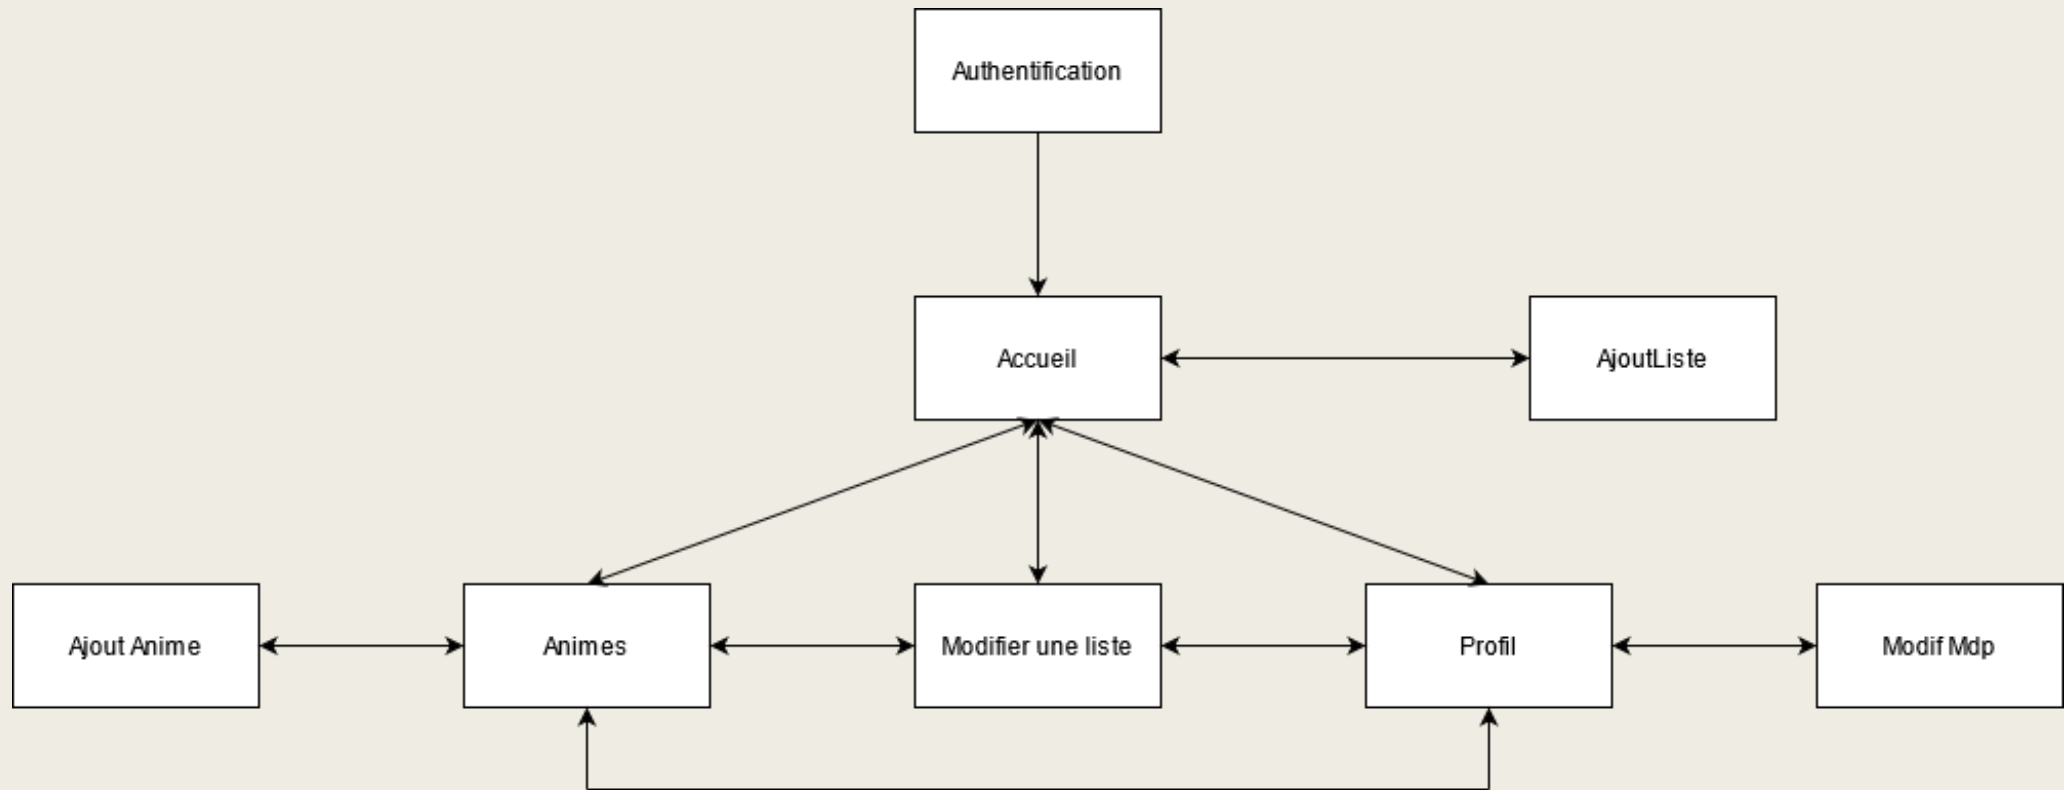 Authentification
Accueil
AjoutListe
Ajout Anime
Animes
Modifier une liste
Profil
Modif Mdp